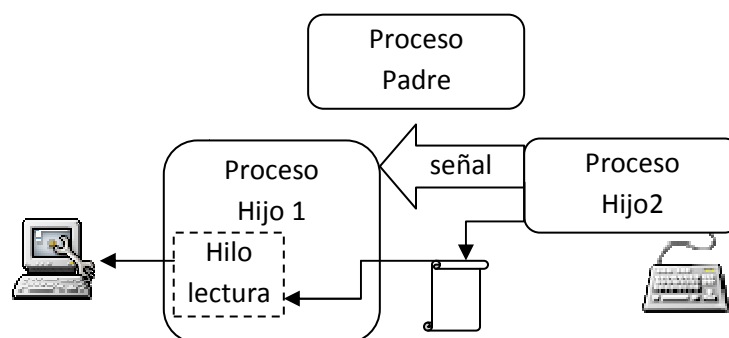 Proceso
Padre
señal
Proceso
Hijo 1
Proceso
Hijo2
Hilo
lectura